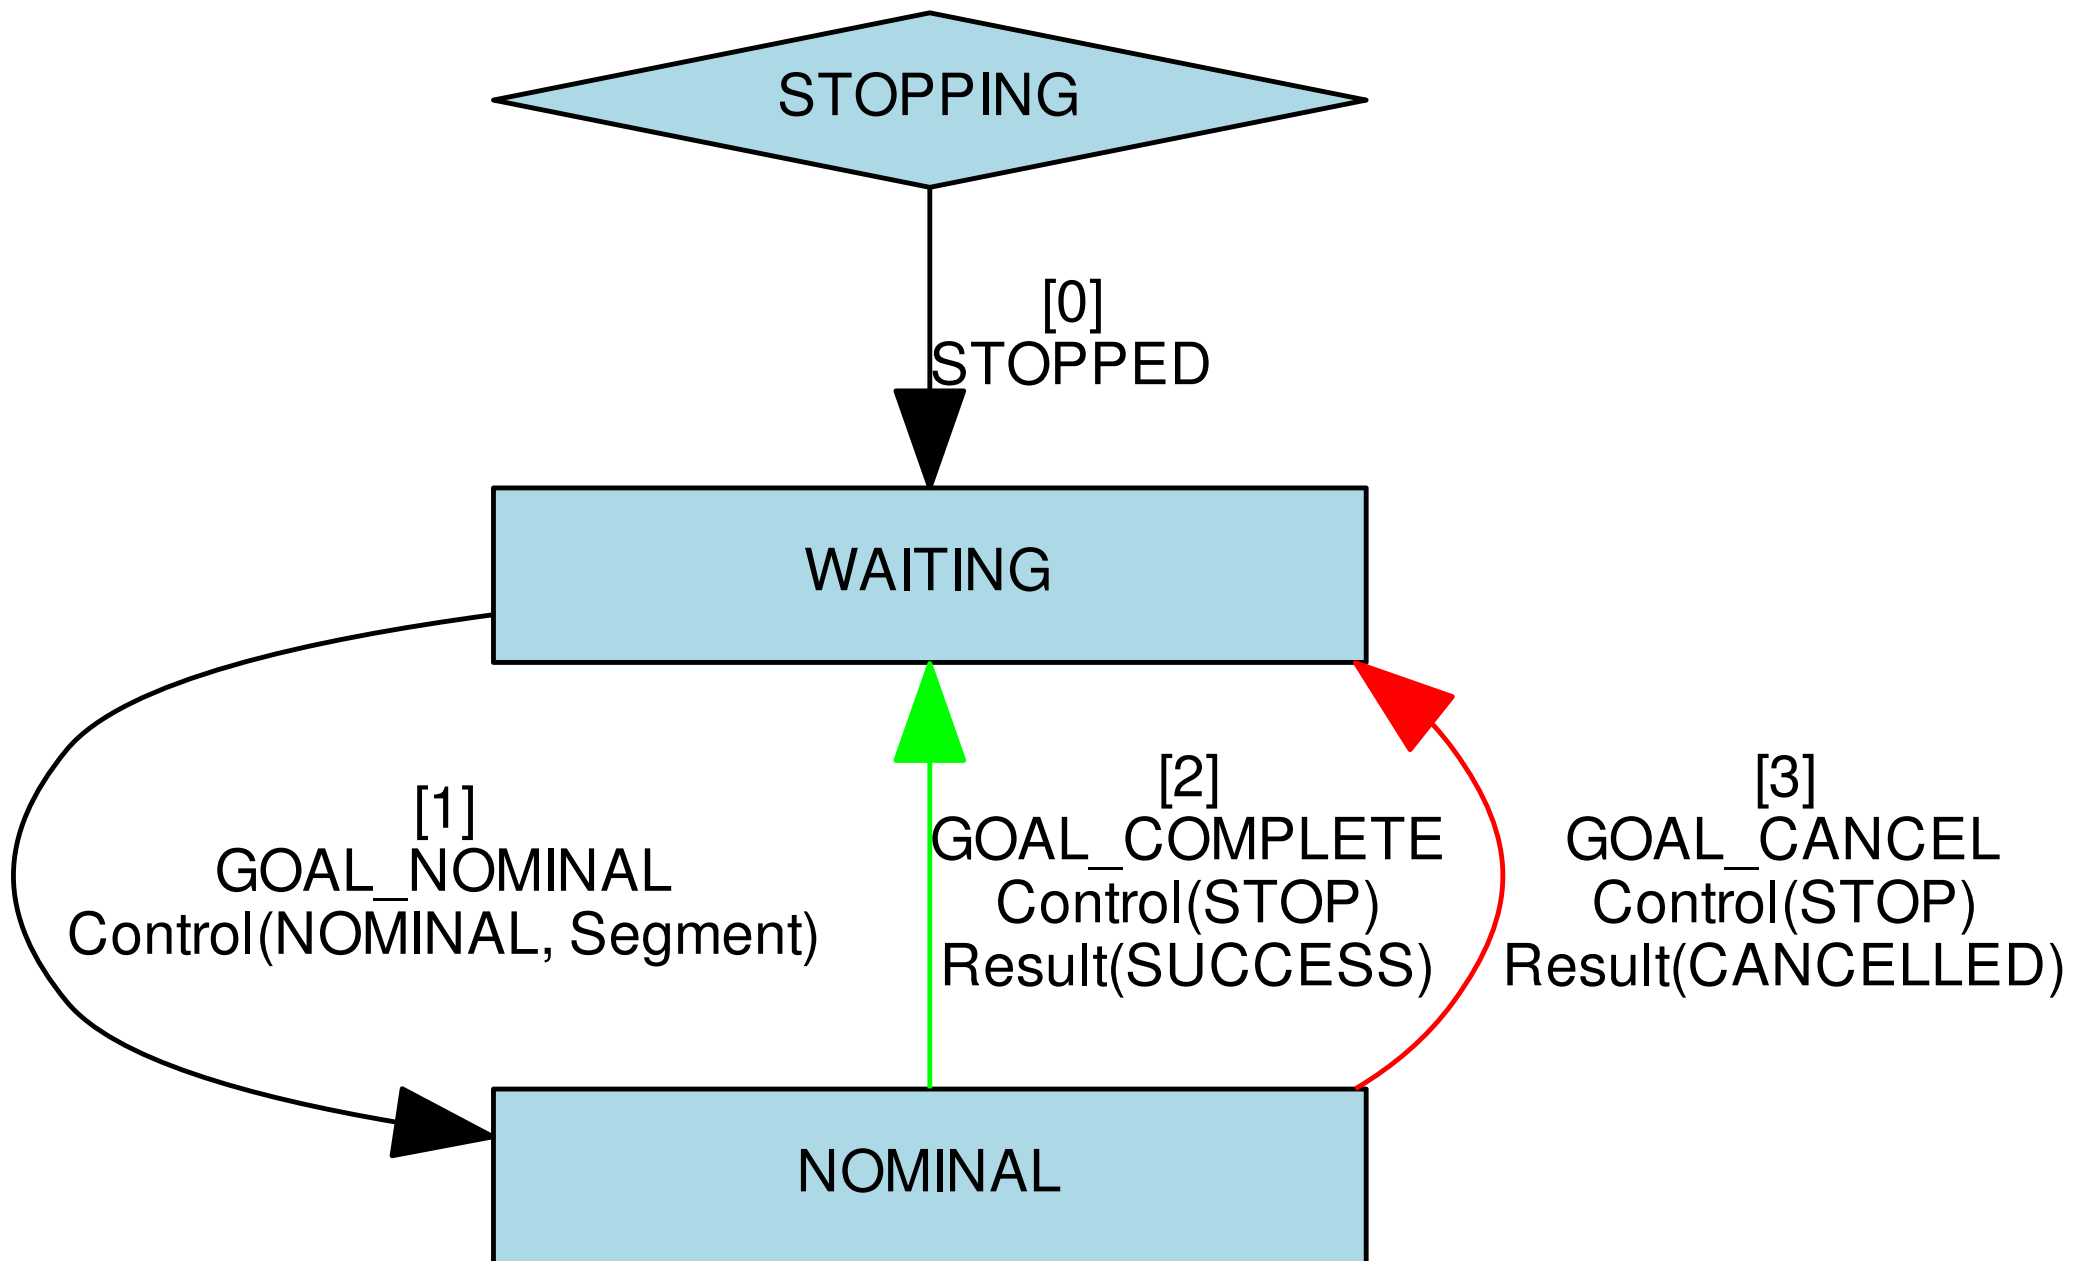 STOPPING
[0]
STOPPED
WAITING
[1]
GOAL_NOMINAL
Control(NOMINAL, Segment)
[2]
GOAL_COMPLETE
Control(STOP)
Result(SUCCESS)
[3]
GOAL_CANCEL
Control(STOP)
Result(CANCELLED)
NOMINAL